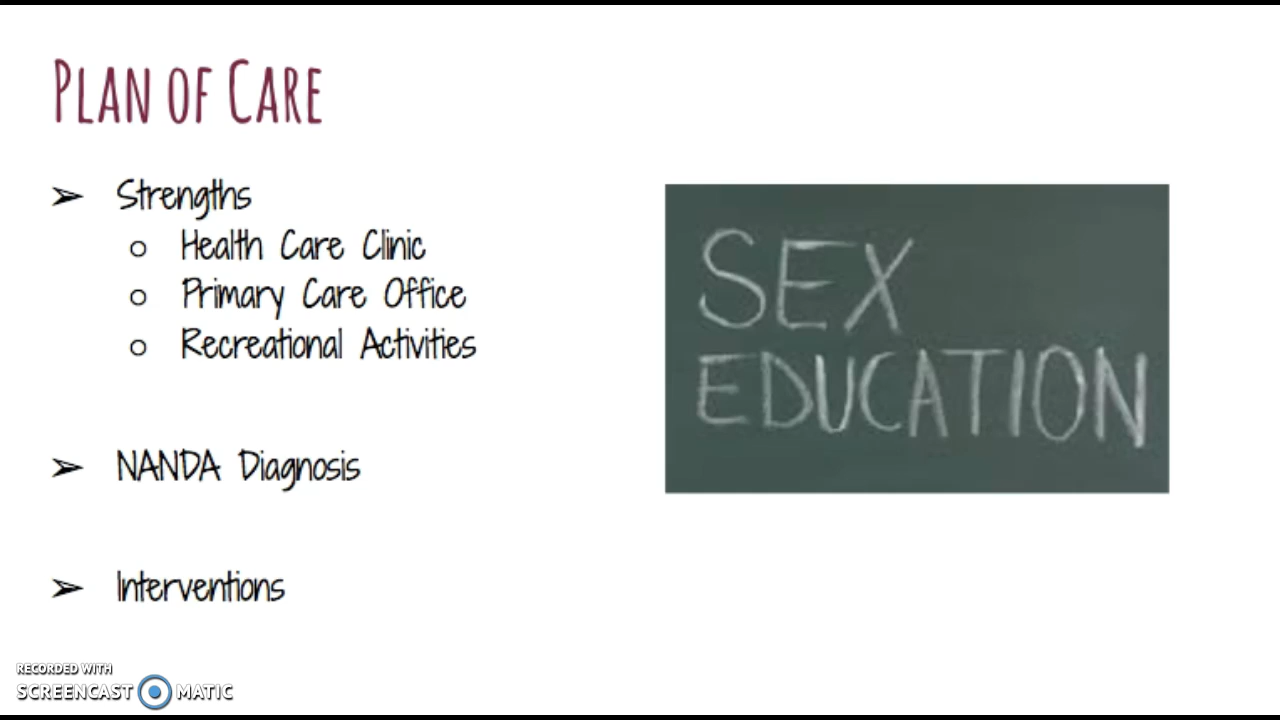 Plan of Care
➢ Strengths
○ Health Care Clinic
○ Primary Care Office
○ Recreational Activities
➢ NANDA Diagnosis
➢ Interventions
SEX
EDUCATION
RECORDED WITH
SCREENCAST MATIC